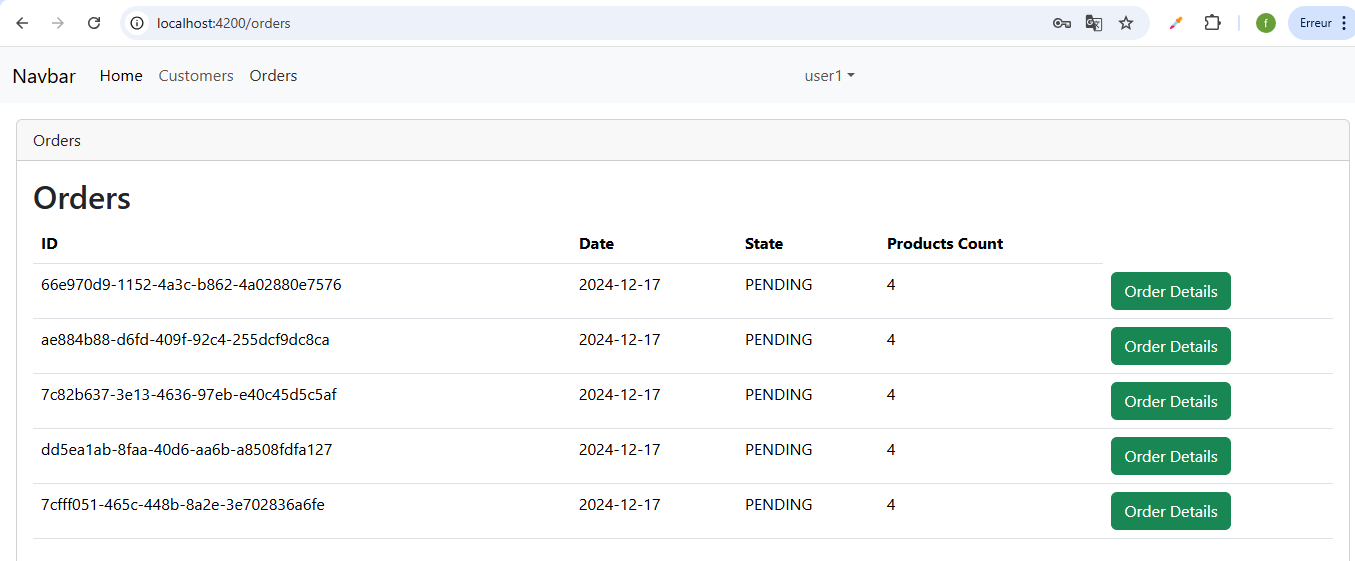 localhost:4200/orders f Erreur
Navbar Home Customers Orders user1
Orders
Orders
ID Date State Products Count
66e970d9-1152-4a3c-b862-4a02880e7576 2024-12-17 PENDING 4 Order Details
ae884b88-d6fd-409f-92c4-255dcf9dc8ca 2024-12-17 PENDING 4 Order Details
7c82b637-3e13-4636-97eb-e40c45d5c5af 2024-12-17 PENDING 4 Order Details
dd5ea1ab-8faa-40d6-aa6b-a8508fdfa127 2024-12-17 PENDING 4 Order Details
7cfff051-465c-448b-8a2e-3e702836a6fe 2024-12-17 PENDING 4 Order Details